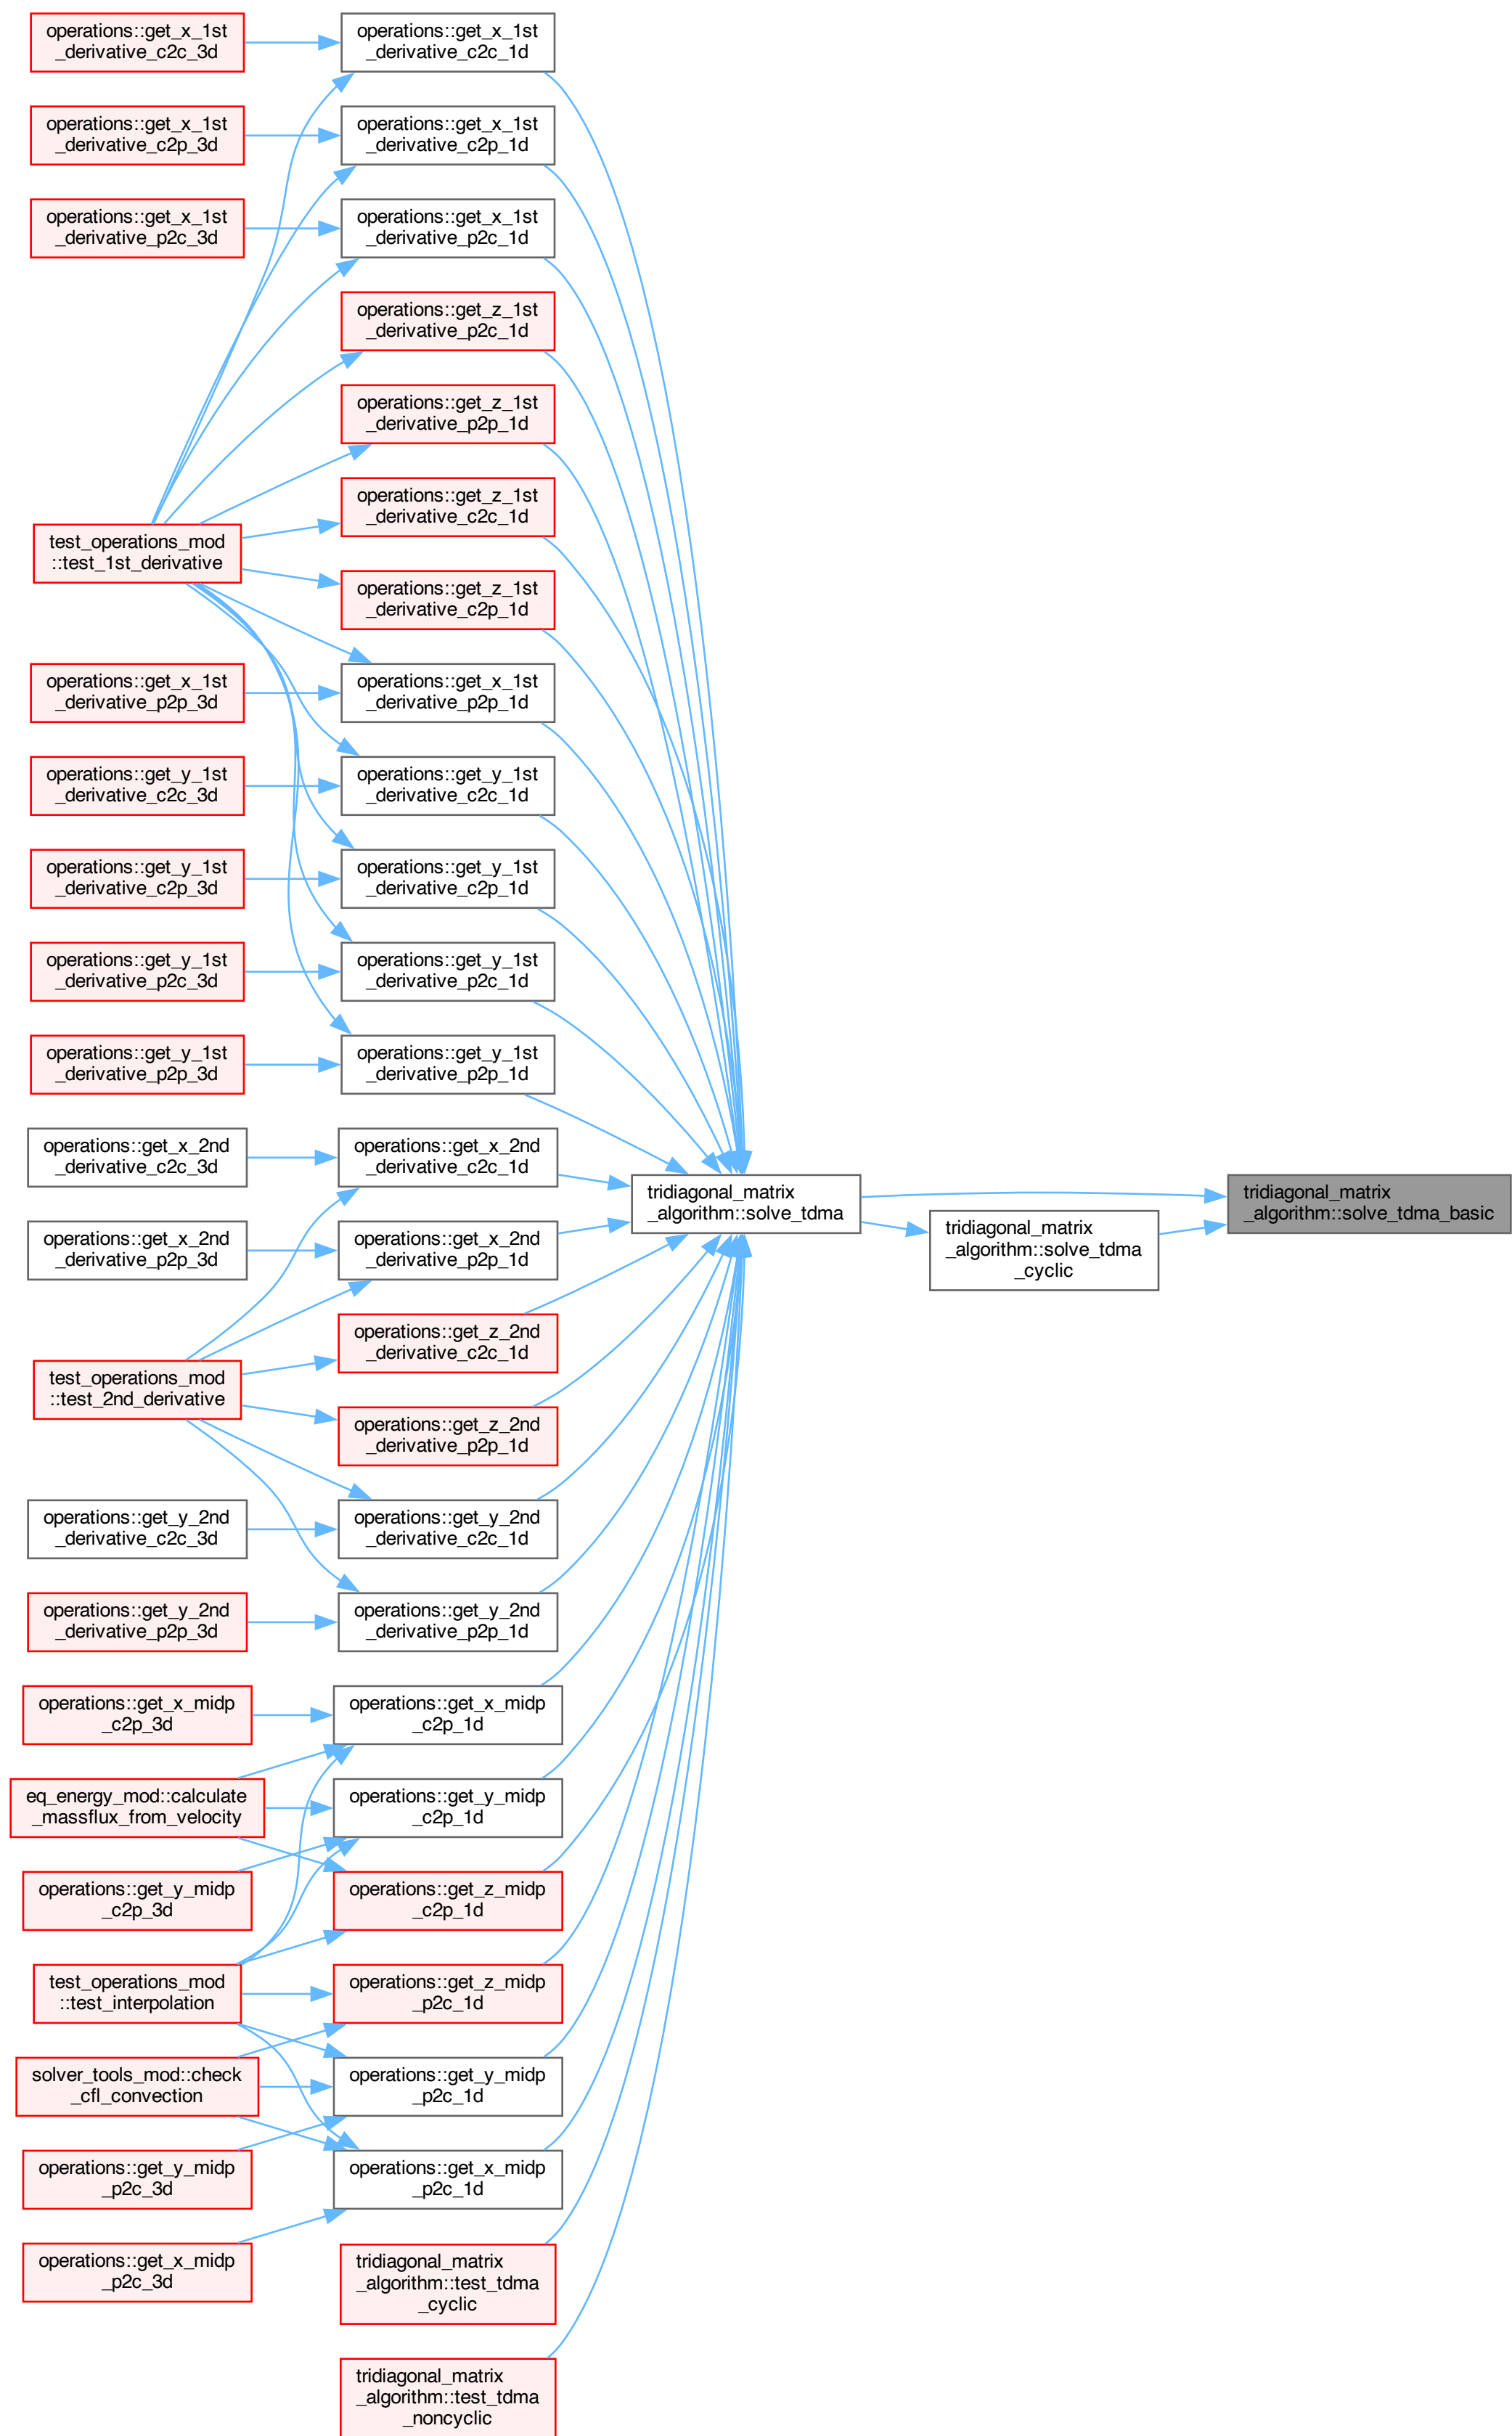 operations::get_x_1st
_derivative_c2c_3d
operations::get_x_1st
_derivative_c2c_1d
operations::get_x_1st
_derivative_c2p_3d
operations::get_x_1st
_derivative_c2p_1d
operations::get_x_1st
_derivative_p2c_3d
operations::get_x_1st
_derivative_p2c_1d
operations::get_z_1st
_derivative_p2c_1d
operations::get_z_1st
_derivative_p2p_1d
operations::get_z_1st
_derivative_c2c_1d
test_operations_mod
::test_1st_derivative
operations::get_z_1st
_derivative_c2p_1d
operations::get_x_1st
_derivative_p2p_3d
operations::get_x_1st
_derivative_p2p_1d
operations::get_y_1st
_derivative_c2c_3d
operations::get_y_1st
_derivative_c2c_1d
operations::get_y_1st
_derivative_c2p_3d
operations::get_y_1st
_derivative_c2p_1d
operations::get_y_1st
_derivative_p2c_3d
operations::get_y_1st
_derivative_p2c_1d
operations::get_y_1st
_derivative_p2p_3d
operations::get_y_1st
_derivative_p2p_1d
operations::get_x_2nd
_derivative_c2c_3d
operations::get_x_2nd
_derivative_c2c_1d
tridiagonal_matrix
_algorithm::solve_tdma
tridiagonal_matrix
_algorithm::solve_tdma_basic
tridiagonal_matrix
_algorithm::solve_tdma
_cyclic
operations::get_x_2nd
_derivative_p2p_3d
operations::get_x_2nd
_derivative_p2p_1d
operations::get_z_2nd
_derivative_c2c_1d
test_operations_mod
::test_2nd_derivative
operations::get_z_2nd
_derivative_p2p_1d
operations::get_y_2nd
_derivative_c2c_3d
operations::get_y_2nd
_derivative_c2c_1d
operations::get_y_2nd
_derivative_p2p_3d
operations::get_y_2nd
_derivative_p2p_1d
operations::get_x_midp
_c2p_3d
operations::get_x_midp
_c2p_1d
eq_energy_mod::calculate
_massflux_from_velocity
operations::get_y_midp
_c2p_1d
operations::get_y_midp
_c2p_3d
operations::get_z_midp
_c2p_1d
test_operations_mod
::test_interpolation
operations::get_z_midp
_p2c_1d
solver_tools_mod::check
_cfl_convection
operations::get_y_midp
_p2c_1d
operations::get_y_midp
_p2c_3d
operations::get_x_midp
_p2c_1d
operations::get_x_midp
_p2c_3d
tridiagonal_matrix
_algorithm::test_tdma
_cyclic
tridiagonal_matrix
_algorithm::test_tdma
_noncyclic